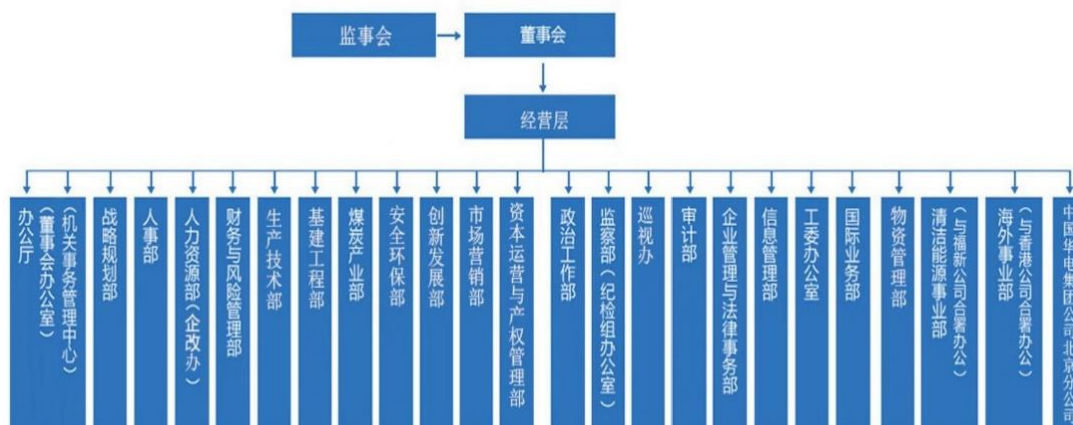 监事会
董事会
经营层
办公厅
（董事会办公室）
（机关事务管理中心）
战略规划部
人事部
人力资源部（企改办）
财务与风险管理部
生产技术部
基建工程部
煤炭产业部
安全环保部
创新发展部
市场营销部
资本运营与产权管理部
政治工作部
监察部（纪检组办公室）
巡视办
审计部
企业管理与法律事务部
信息管理部
工委办公室
国际业务部
物资管理部
清洁能源事业部
（与福新公司合署办公）
海外事业部
（与香港公司合署办公）
中国华电集团公司北京分公司